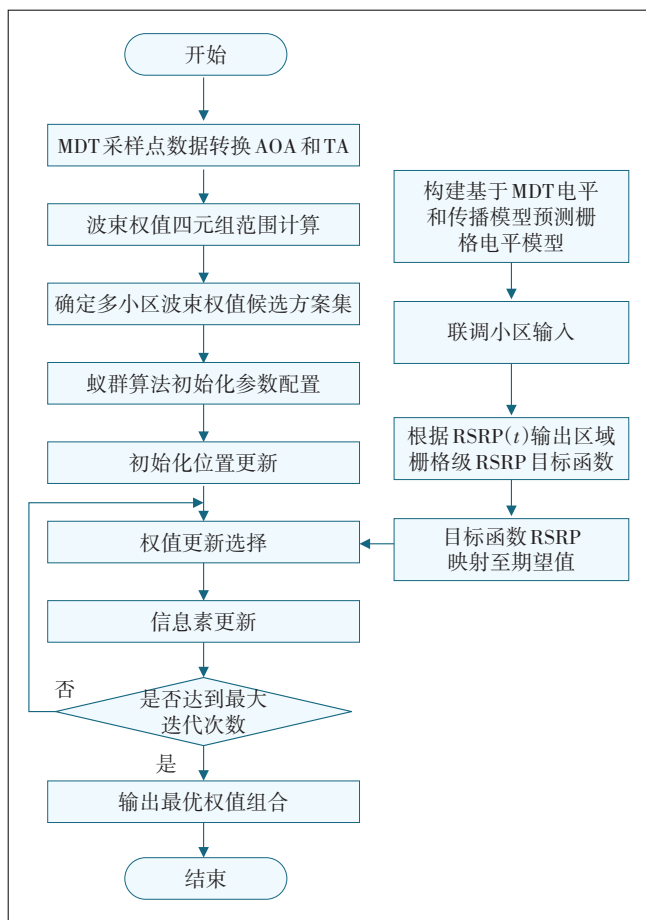 开始
MDT采样点数据转换AOA和TA
波束权值四元组范围计算
确定多小区波束权值候选方案集
蚁群算法初始化参数配置
初始化位置更新
权值更新选择
信息素更新
否
是否达到最大
迭代次数
是
输出最优权值组合
结束
构建基于MDT电平
和传播模型预测栅
格电平模型
联调小区输入
根据RSRP(t)输出区域
栅格级RSRP目标函数
目标函数RSRP
映射至期望值